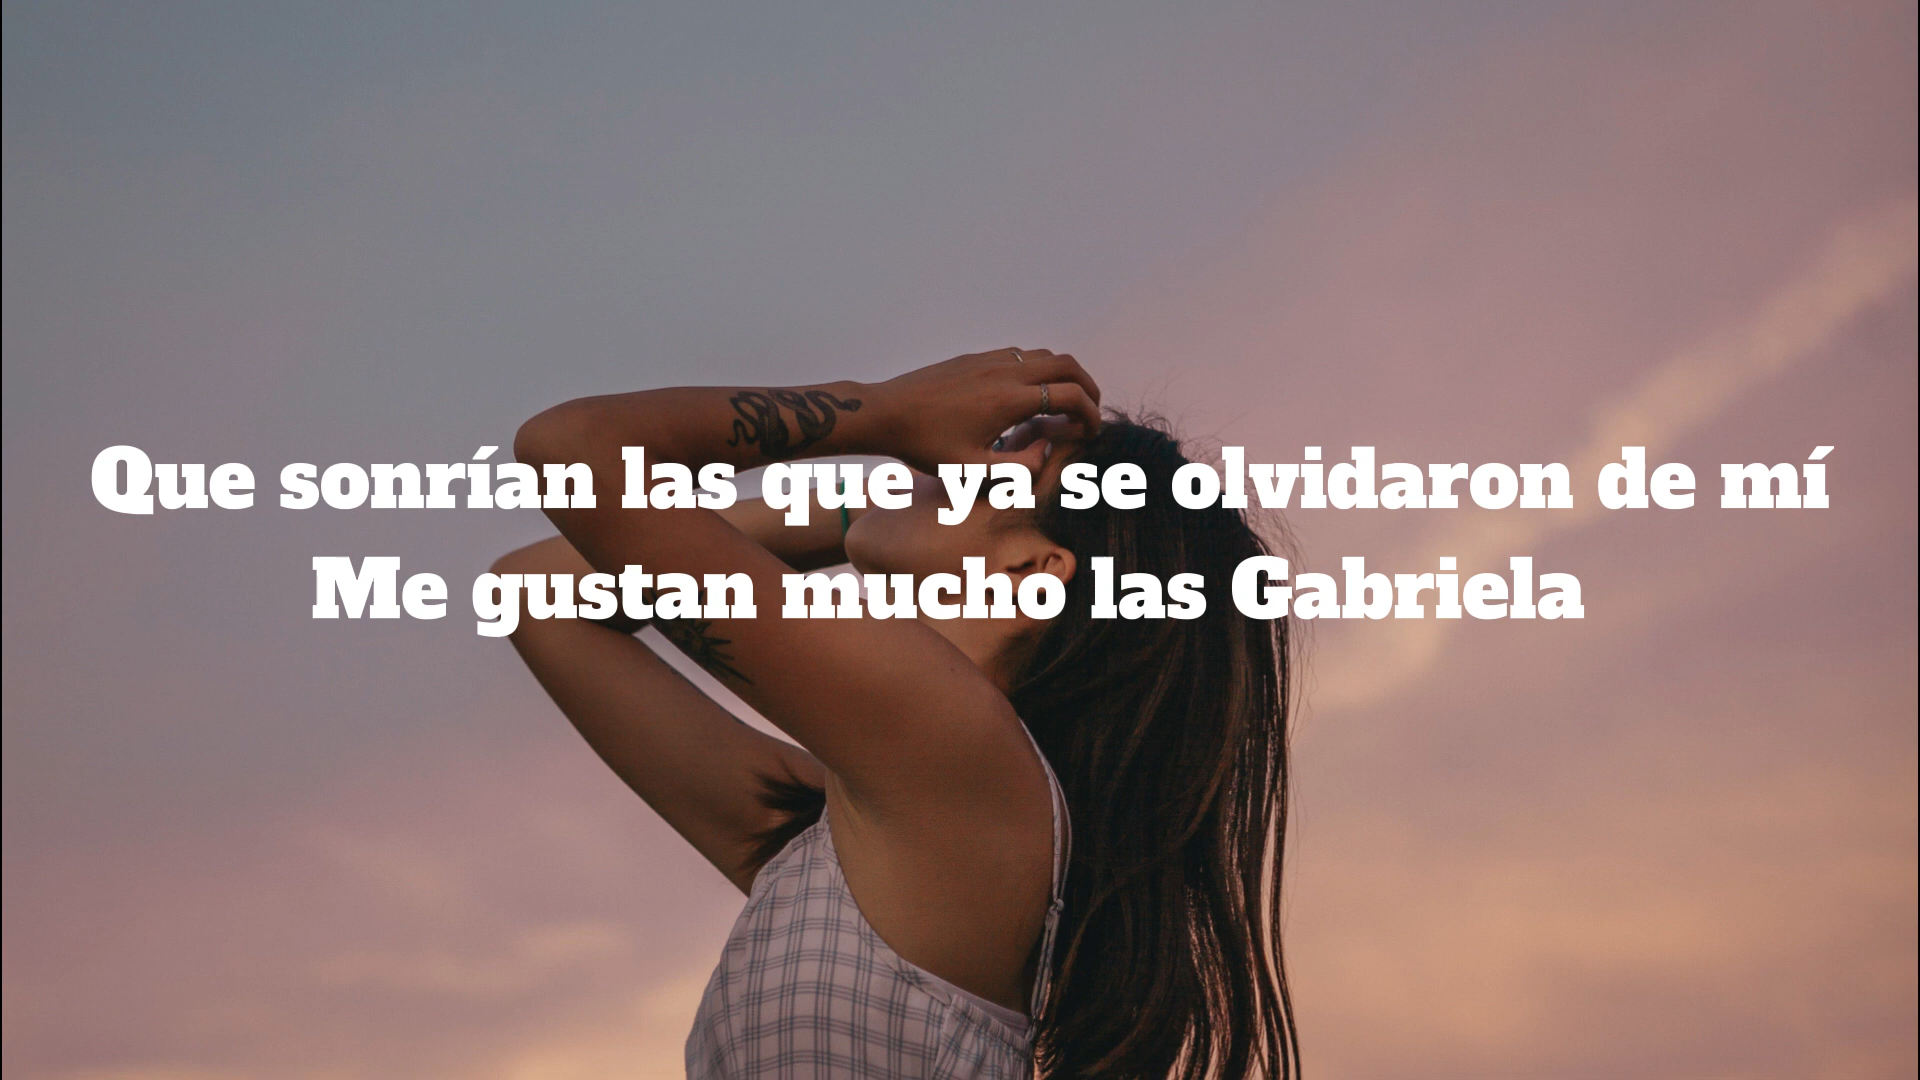 Que sonrían las que ya se olvidaron de mí
Me gustan mucho las Gabriela